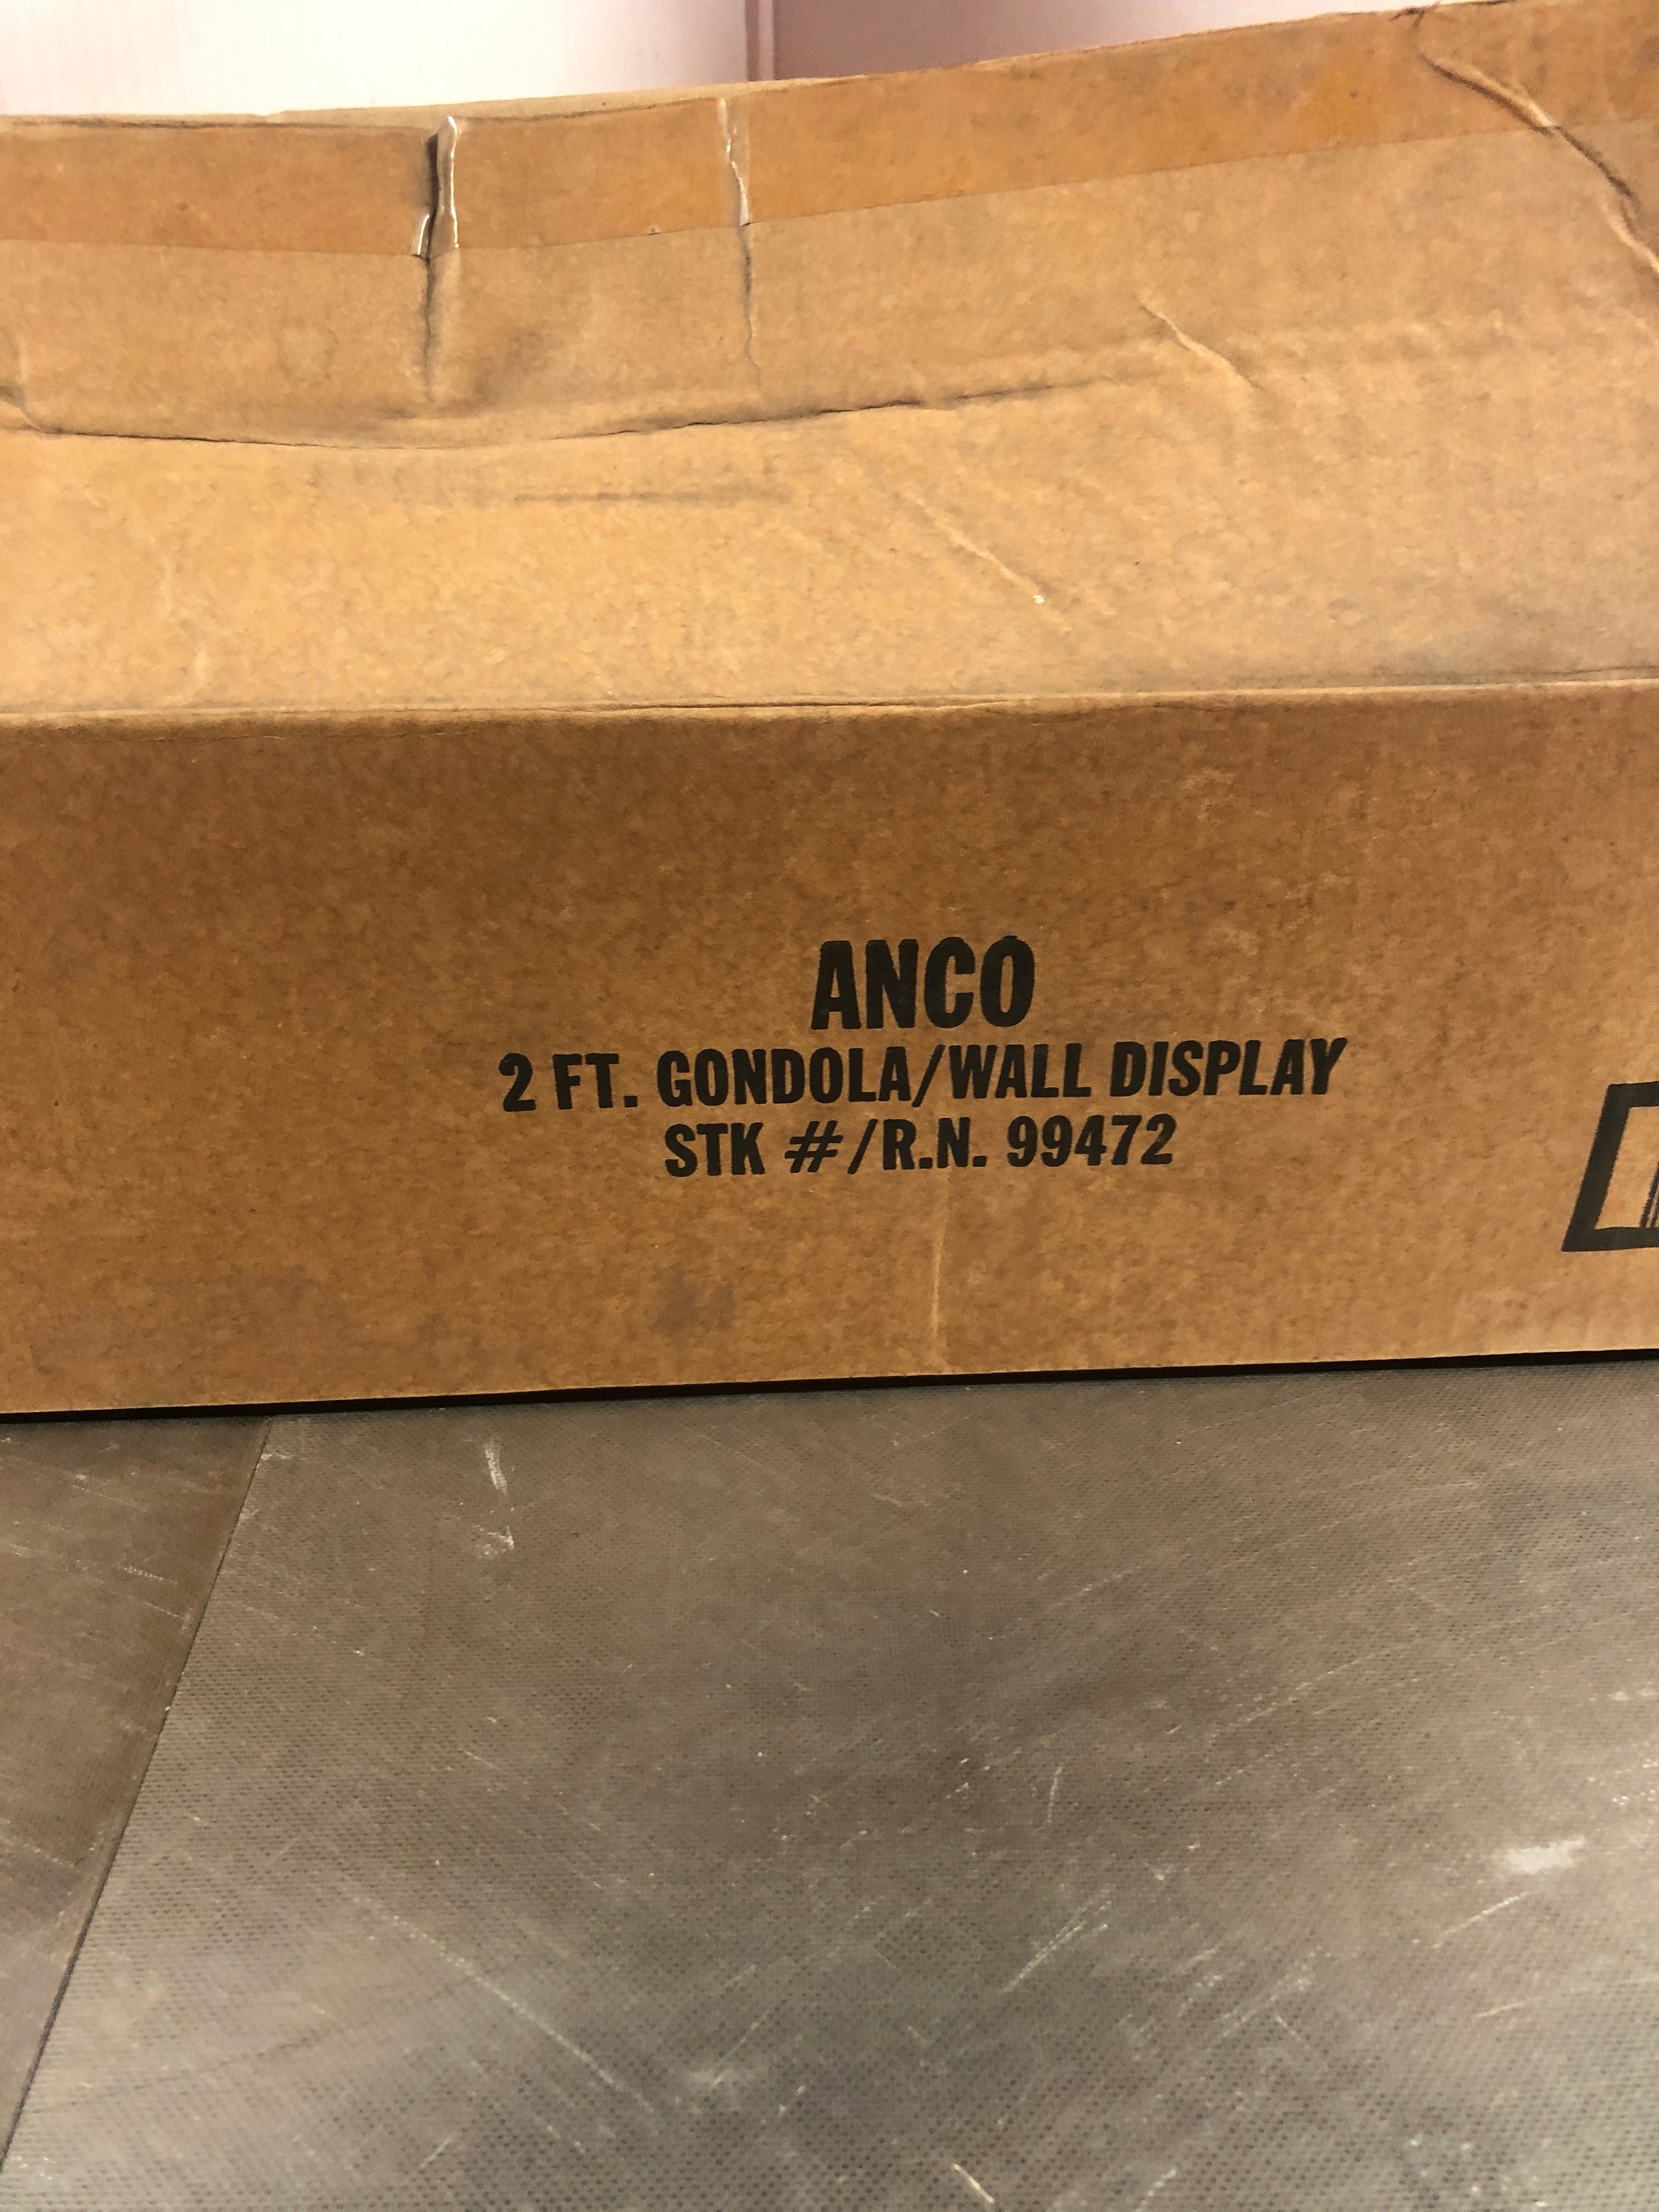 ANCO
2 FT. GONDOLA/WALL DISPLAY
STK #/R.N. 99472